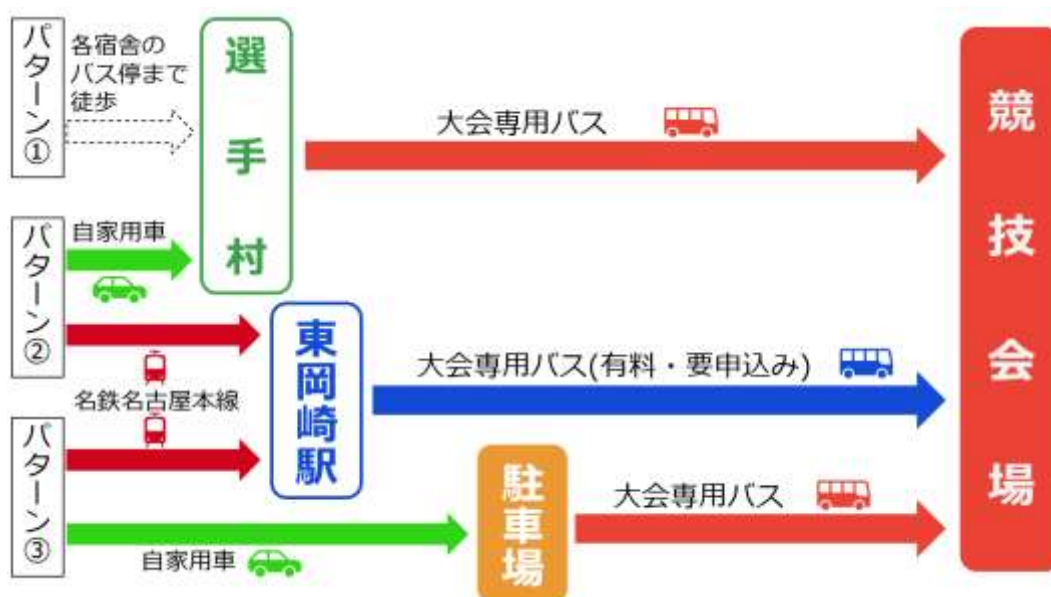 パターン①
各宿舎の
バス停まで
徒歩
選手村
大会専用バス
競技会場
パターン②
自家用車
名鉄名古屋本線
東岡崎駅
大会専用バス(有料・要申込み)
パターン③
自家用車
駐車場
大会専用バス